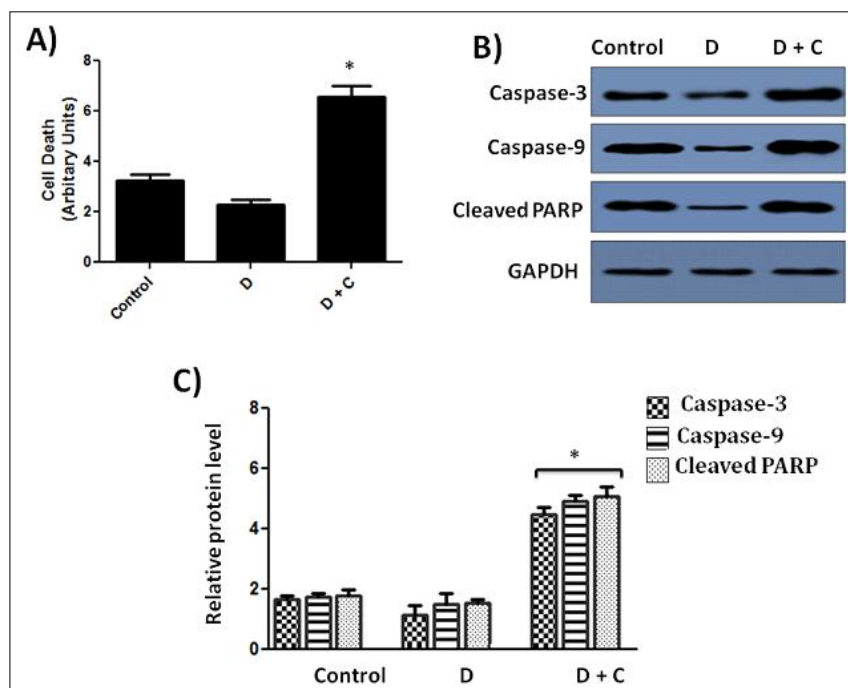 A)
Cell Death
(Arbitary Units)
8
6
4
2
0
*
Control
D
D + C
B)
Control D D + C
Caspase-3
Caspase-9
Cleaved PARP
GAPDH
C)
Relative protein level
8
6
4
2
0
*
Control D D + C
Caspase-3
Caspase-9
Cleaved PARP